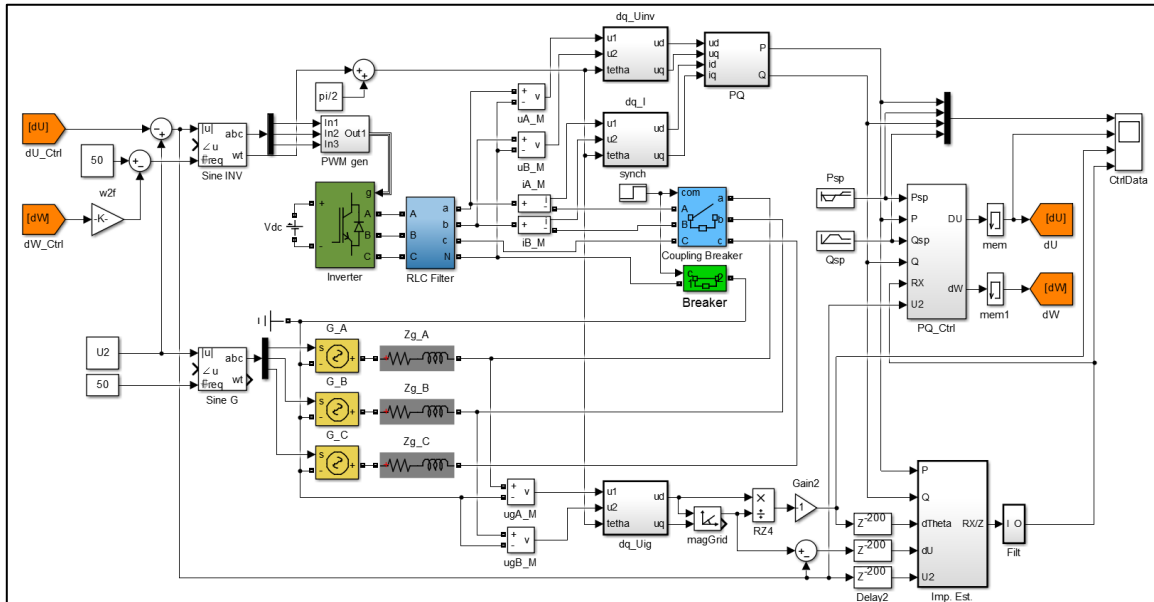 dq_Uinv
u1
u2
tetha
ud
uq
ud
uq
id
iq
P
Q
PQ
pi/2
[dU]
dU_Ctrl
|u|
∠u
Freq
abc
wt
Sine INV
In1
In2
In3
Out1
PWM gen
50
w2f
-K-
[dW]
dW_Ctrl
+
v
-
uA_M
+
v
-
uB_M
dq_I
u1
u2
tetha
ud
uq
synch
iA_M
i
+
-
iB_M
i
+
-
Vdc
+
-
g
A
B
C
Inverter
A
B
C
a
b
c
N
RLC Filter
com
A
B
C
a
b
c
Coupling Breaker
c
1
2
Breaker
Psp
Qsp
Psp
P
Qsp
Q
RX
U2
DU
dW
PQ_Ctrl
mem
mem1
[dU]
dU
[dW]
dW
CtrlData
U2
50
|u|
∠u
Freq
abc
wt
Sine G
G_A
s
-
+
Zg_A
G_B
s
-
+
Zg_B
G_C
s
-
+
Zg_C
+
v
-
ugA_M
+
v
-
ugB_M
u1
u2
tetha
ud
uq
dq_Uig
magGrid
×
÷
RZ4
Gain2
-1
Z-200
Z-200
Z-200
Delay2
P
Q
dTheta
dU
U2
RX/Z
Imp. Est.
I O
Filt